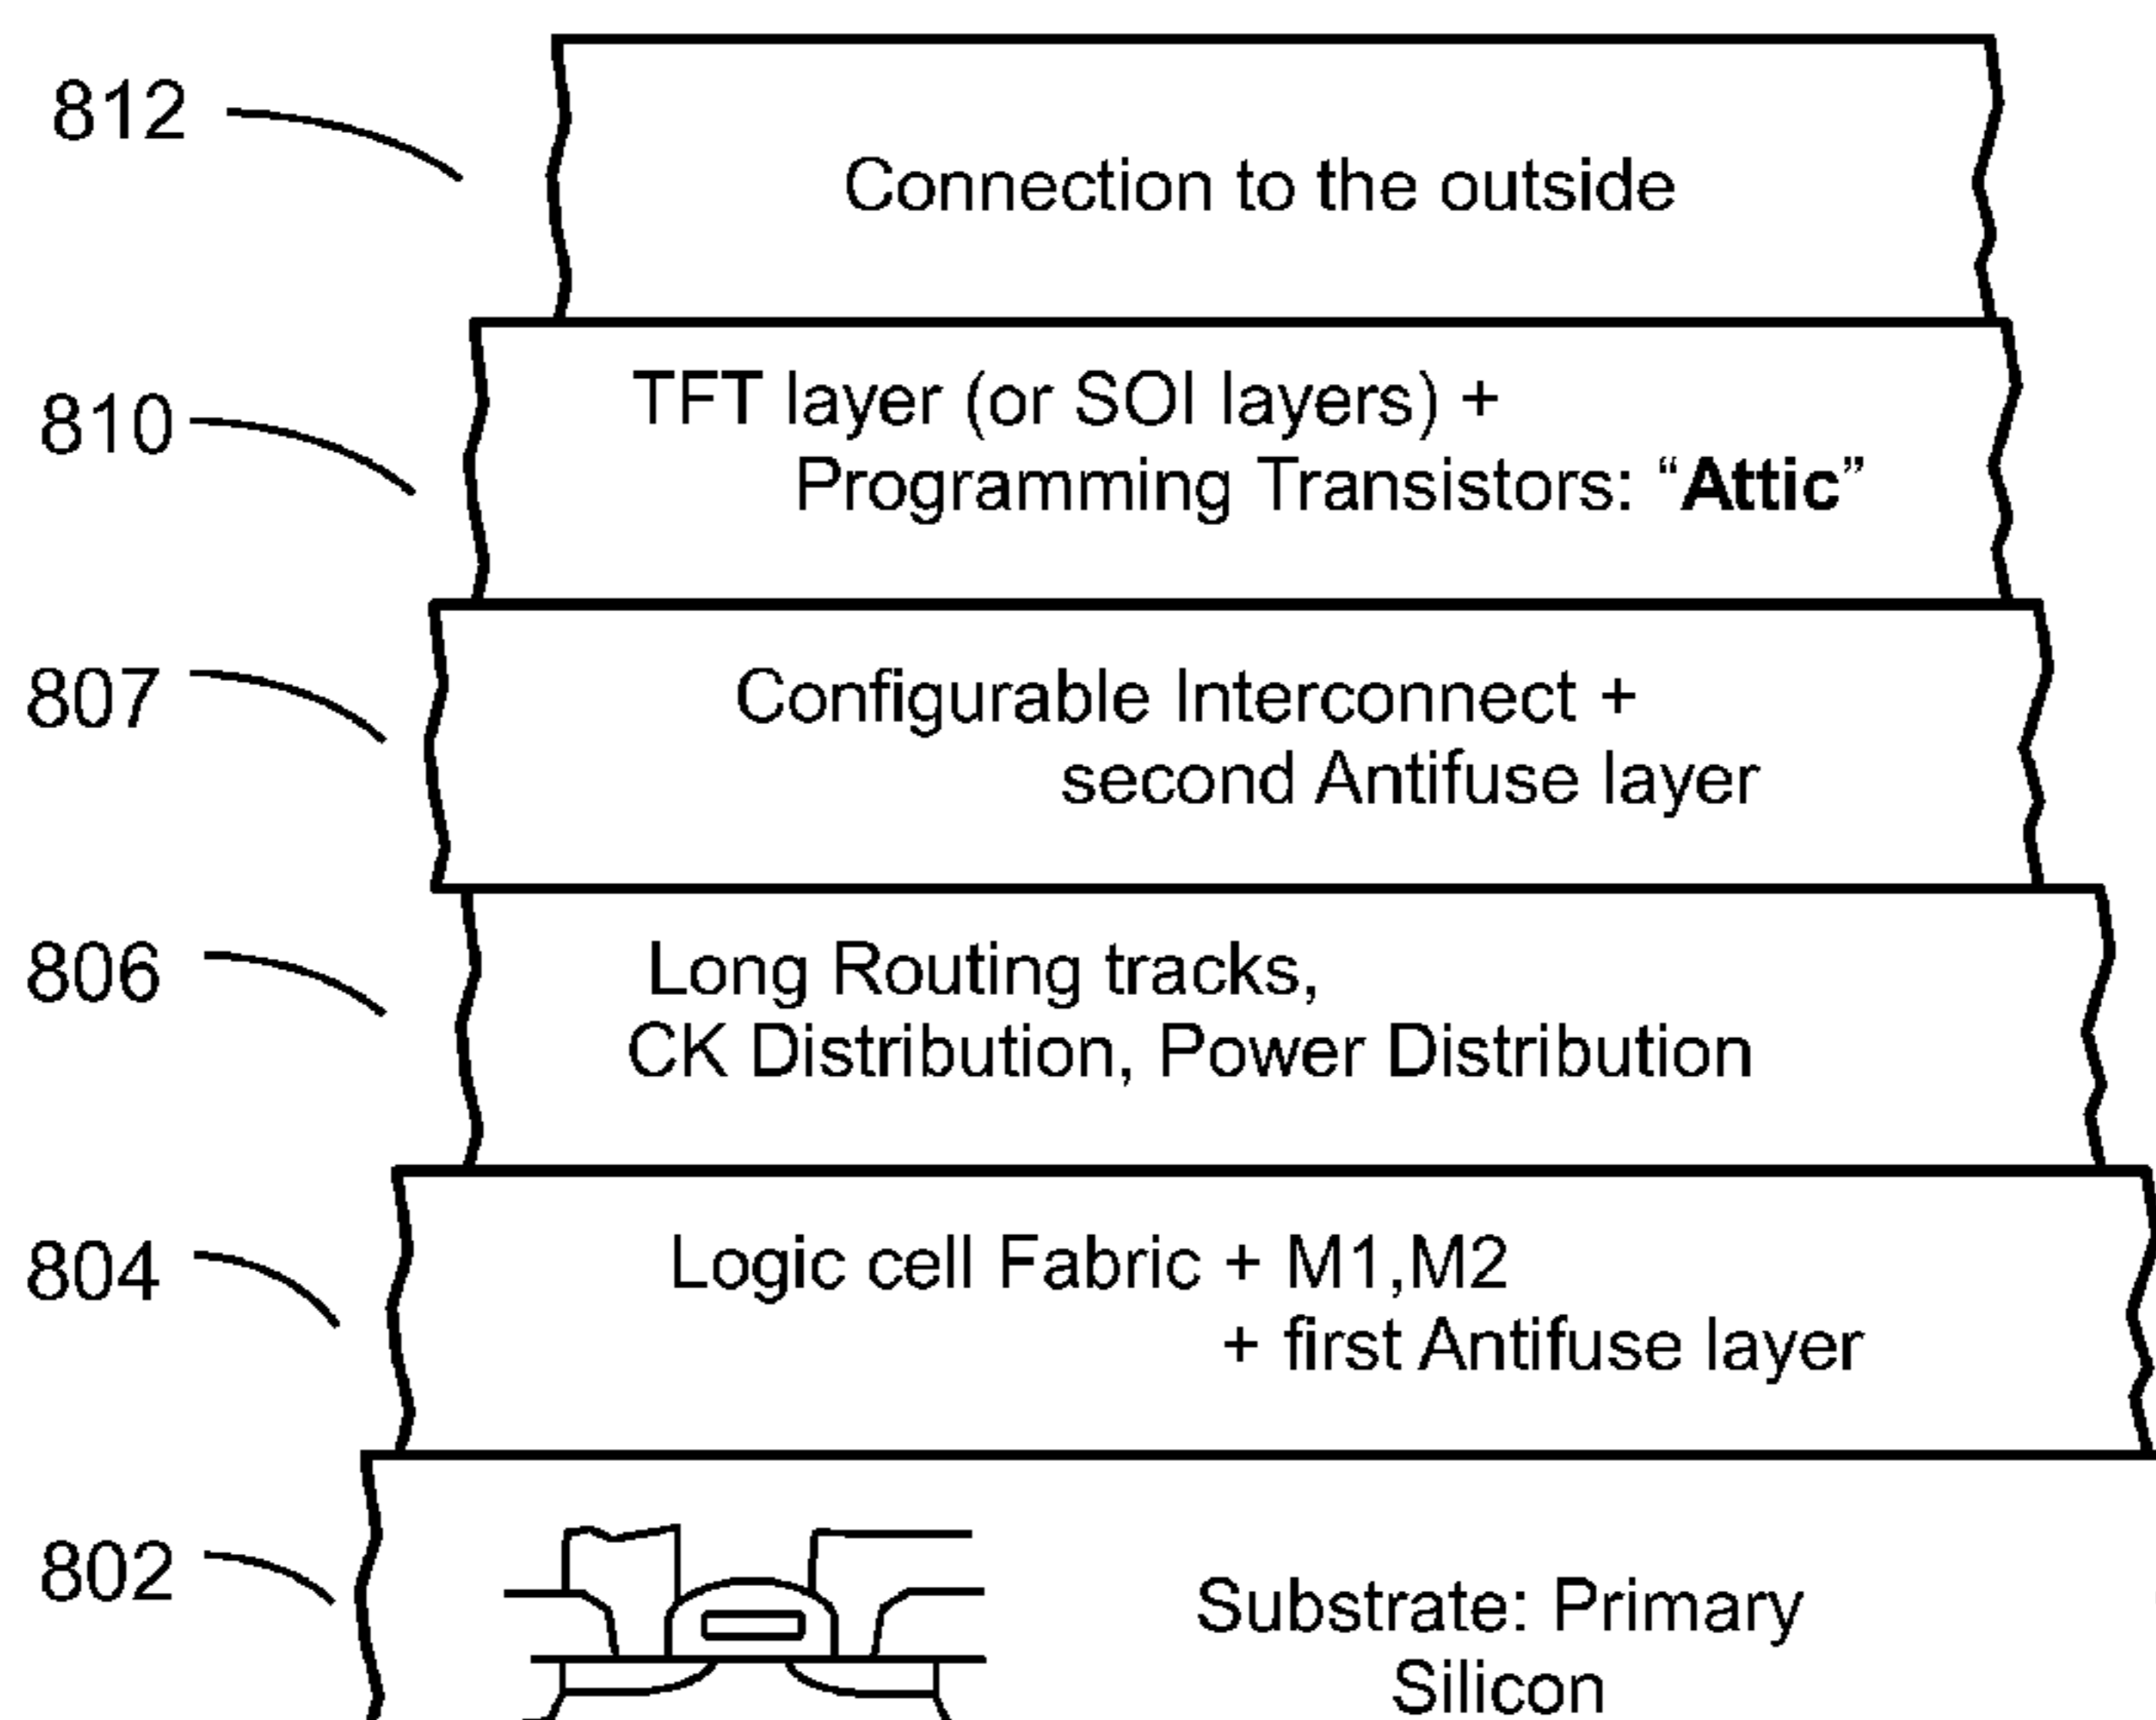 812
Connection to the outside
810
TFT layer (or SOI layers) +
Programming Transistors: “Attic”
807
Configurable Interconnect +
second Antifuse layer
806
Long Routing tracks,
CK Distribution, Power Distribution
804
Logic cell Fabric + M1,M2
+ first Antifuse layer
802
Substrate: Primary
Silicon